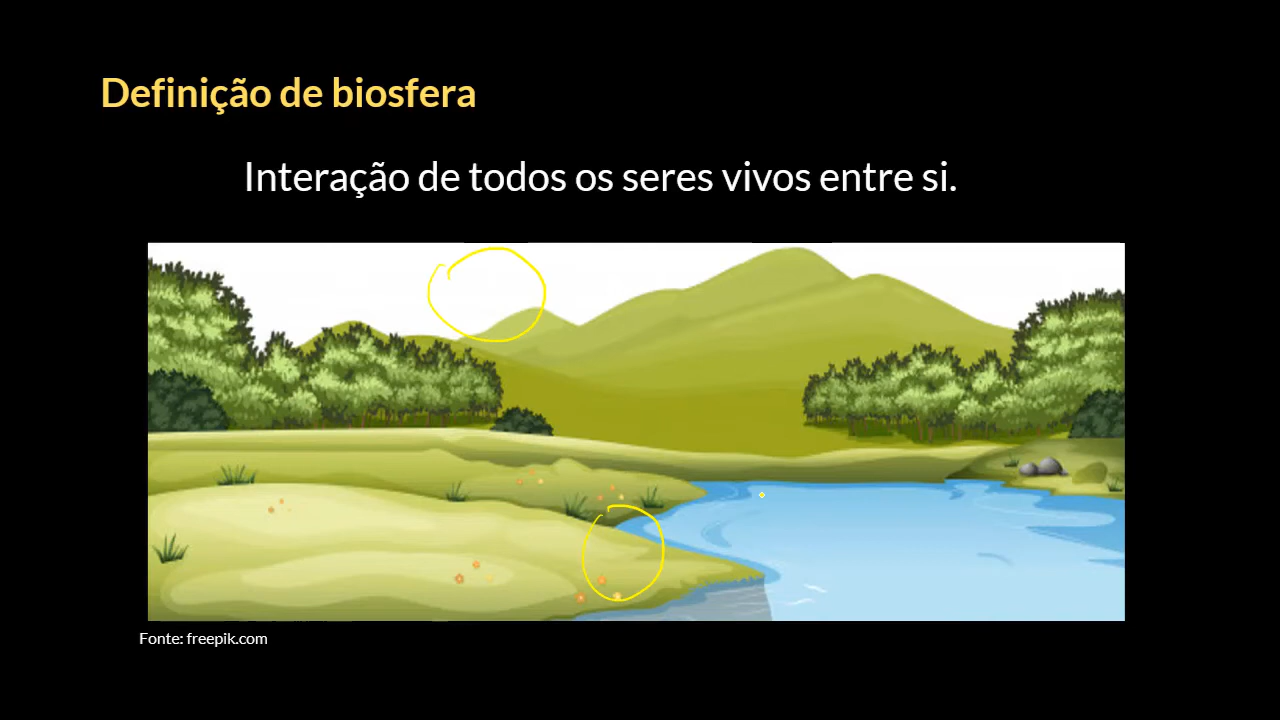 Definição de biosfera
Interação de todos os seres vivos entre si.
Fonte: freepik.com